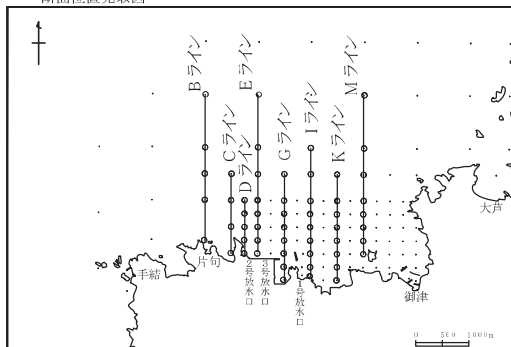 Bライン
Cライン
Dライン
Eライン
Gライン
Iライン
Kライン
Mライン
大芦
片句
手結
2号放水口
3号放水口
1号放水口
御津
0 500 1000m